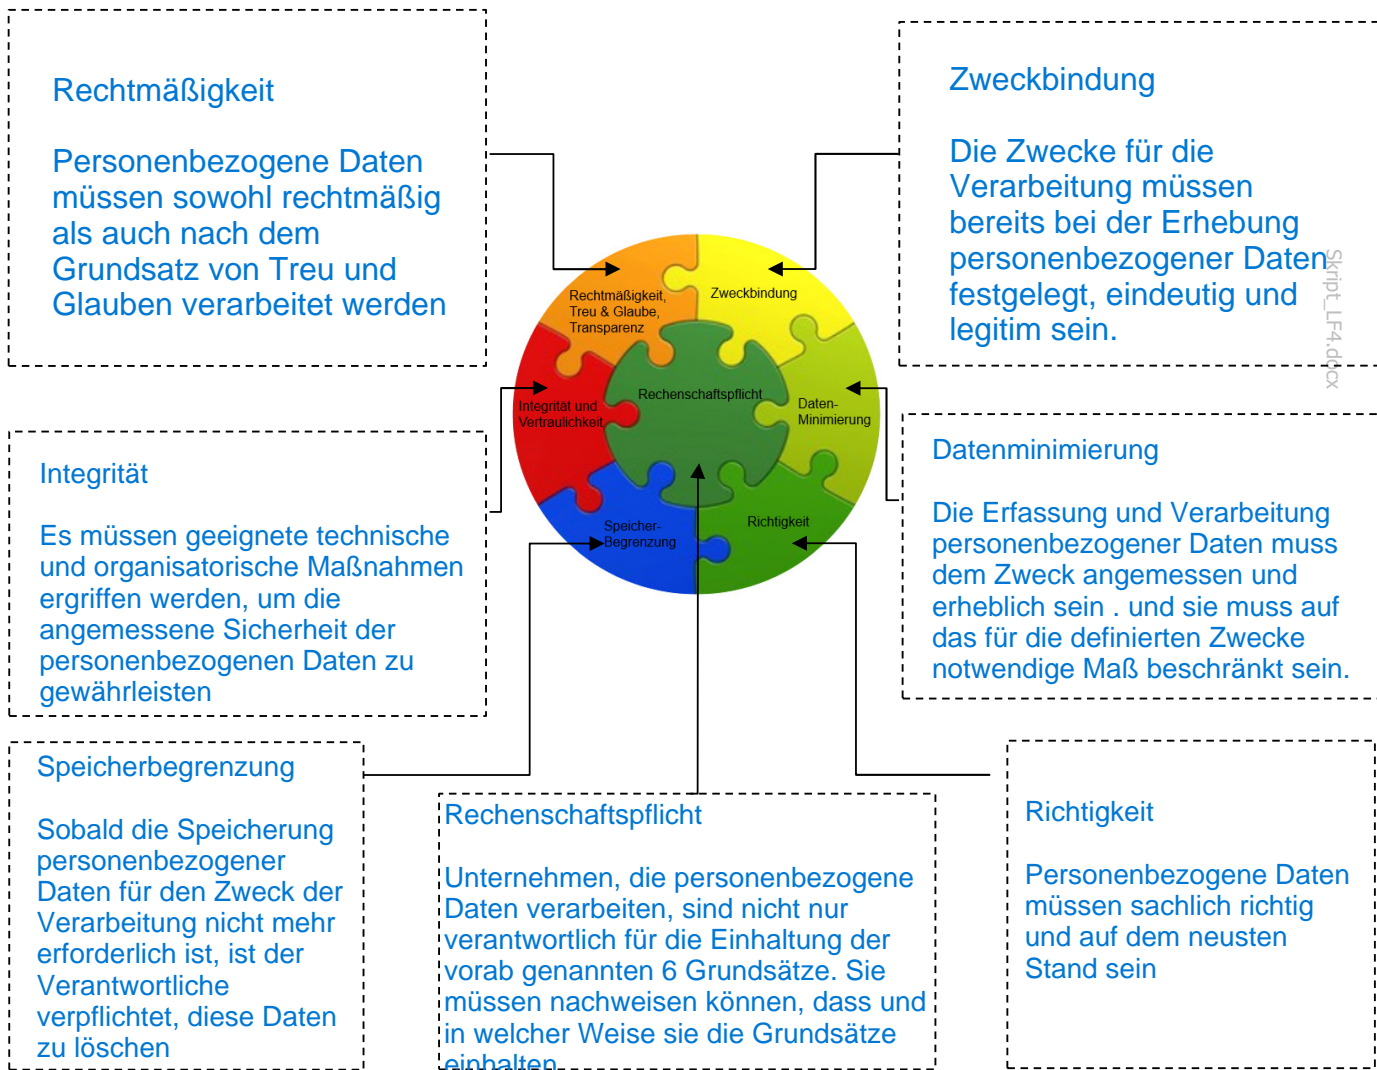 Rechtmäßigkeit
Personenbezogene Daten
müssen sowohl rechtmäßig
als auch nach dem
Grundsatz von Treu und
Glauben verarbeitet werden
Zweckbindung
Die Zwecke für die
Verarbeitung müssen
bereits bei der Erhebung
personenbezogener Daten
festgelegt, eindeutig und
legitim sein.
Skript_LF4.docx
Rechtmäßigkeit,
Treu & Glaube,
Transparenz
Zweckbindung
Rechenschaftspflicht
Integrität und
Vertraulichkeit
Daten-
Minimierung
Speicher-
Begrenzung
Richtigkeit
Integrität
Es müssen geeignete technische
und organisatorische Maßnahmen
ergriffen werden, um die
angemessene Sicherheit der
personenbezogenen Daten zu
gewährleisten
Datenminimierung
Die Erfassung und Verarbeitung
personenbezogener Daten muss
dem Zweck angemessen und
erheblich sein . und sie muss auf
das für die definierten Zwecke
notwendige Maß beschränkt sein.
Speicherbegrenzung
Sobald die Speicherung
personenbezogener
Daten für den Zweck der
Verarbeitung nicht mehr
erforderlich ist, ist der
Verantwortliche
verpflichtet, diese Daten
zu löschen
Rechenschaftspflicht
Unternehmen, die personenbezogene
Daten verarbeiten, sind nicht nur
verantwortlich für die Einhaltung der
vorab genannten 6 Grundsätze. Sie
müssen nachweisen können, dass und
in welcher Weise sie die Grundsätze
einhalten
Richtigkeit
Personenbezogene Daten
müssen sachlich richtig
und auf dem neusten
Stand sein